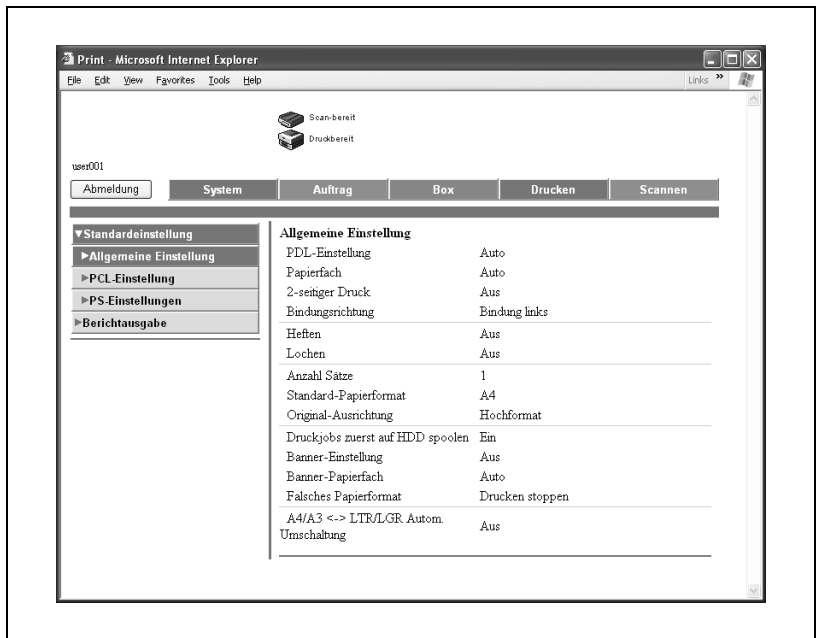 Print - Microsoft Internet Explorer
File Edit View Favorites Tools Help
Links »
Scan-bereit
Druckbereit
user001
Abmeldung System Auftrag Box Drucken Scannen
▼Standardeinstellung
►Allgemeine Einstellung
►PCL-Einstellung
►PS-Einstellungen
►Berichtausgabe
Allgemeine Einstellung
PDL-Einstellung Auto
Papierfach Auto
2-seitiger Druck Aus
Bindungsrichtung Bindung links
Heften Aus
Lochen Aus
Anzahl Sätze 1
Standard-Papierformat A4
Original-Ausrichtung Hochformat
Druckjobs zuerst auf HDD spoolen Ein
Banner-Einstellung Aus
Banner-Papierfach Auto
Falsches Papierformat Drucken stoppen
A4/A3 <-> LTR/LGR Autom.
Umschaltung Aus